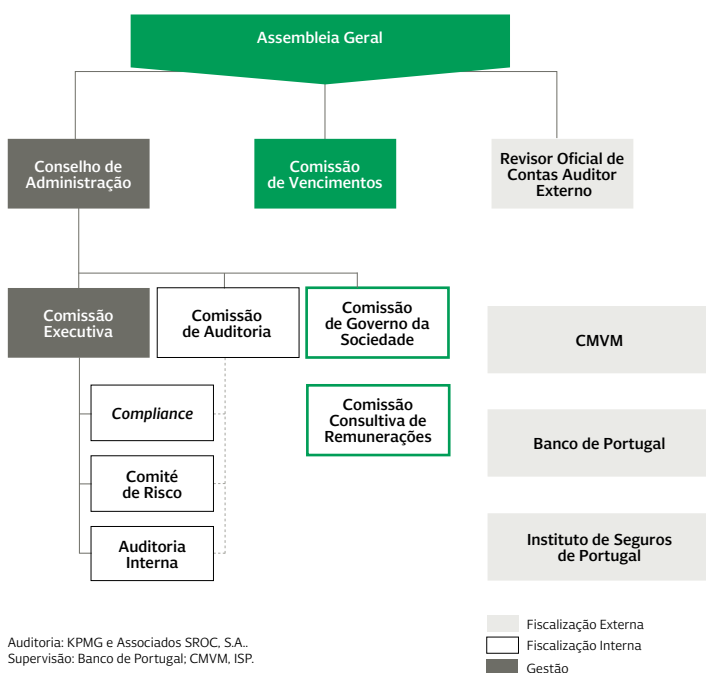 Assembleia Geral
Conselho de
Administração
Comissão
de Vencimentos
Revisor Oficial de
Contas Auditor
Externo
Comissão
Executiva
Comissão
de Auditoria
Comissão
de Governo da
Sociedade
CMVM
Compliance
Comissão
Consultiva de
Remunerações
Banco de Portugal
Comité
de Risco
Auditoria
Interna
Instituto de Seguros
de Portugal
Auditoria: KPMG e Associados SROC, S.A..
Supervisão: Banco de Portugal; CMVM, ISP.
Fiscalização Externa
Fiscalização Interna
Gestão